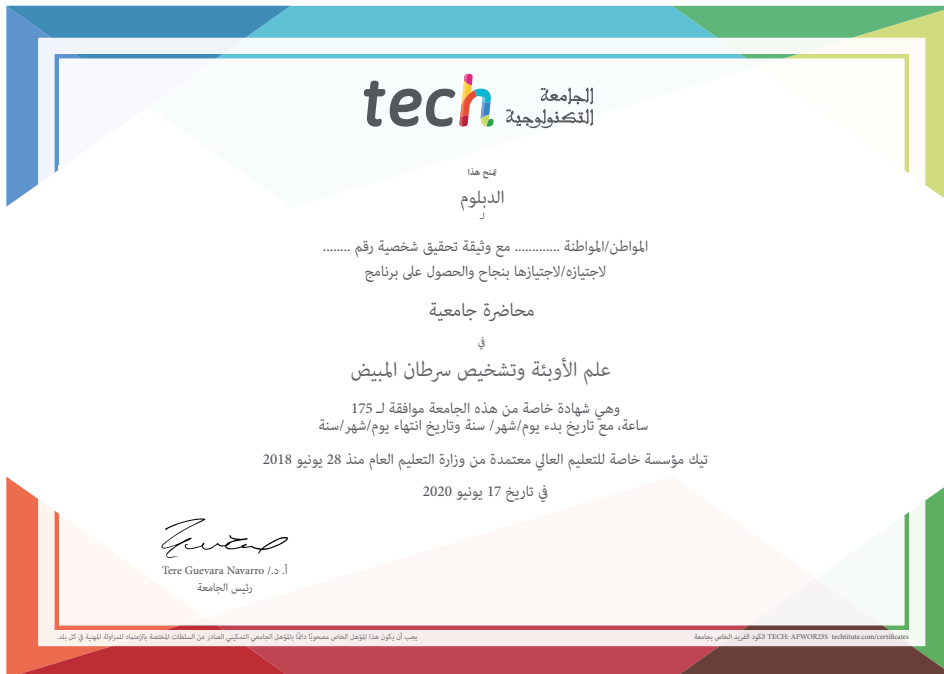 tech الجامعة
التكنولوجية
يمنح هذا
الدبلوم
لـ
المواطن/المواطنة ............ مع وثيقة تحقيق شخصية رقم ........
لاجتيازه/لاجتيازها بنجاح والحصول على برنامج
محاضرة جامعية
في
علم الأوبئة وتشخيص سرطان المبيض
وهي شهادة خاصة من هذه الجامعة موافقة لـ 175
ساعة، مع تاريخ بدء يوم/شهر/ سنة وتاريخ انتهاء يوم/شهر/سنة
تيك مؤسسة خاصة للتعليم العالي معتمدة من وزارة التعليم العام منذ 28 يونيو 2018
في تاريخ 17 يونيو 2020
أ. د./ Tere Guevara Navarro
رئيس الجامعة
يجب أن يكون هذا المؤهل الخاص مصحوبًا دائمًا بالمؤهل الجامعي التمكيني الصادر عن السلطات المختصة بالإعتماد للمزاولة المهنية في كل بلد.
الكود الفريد الخاص بجامعة TECH: AFWOR23S techtitute.com/certificates